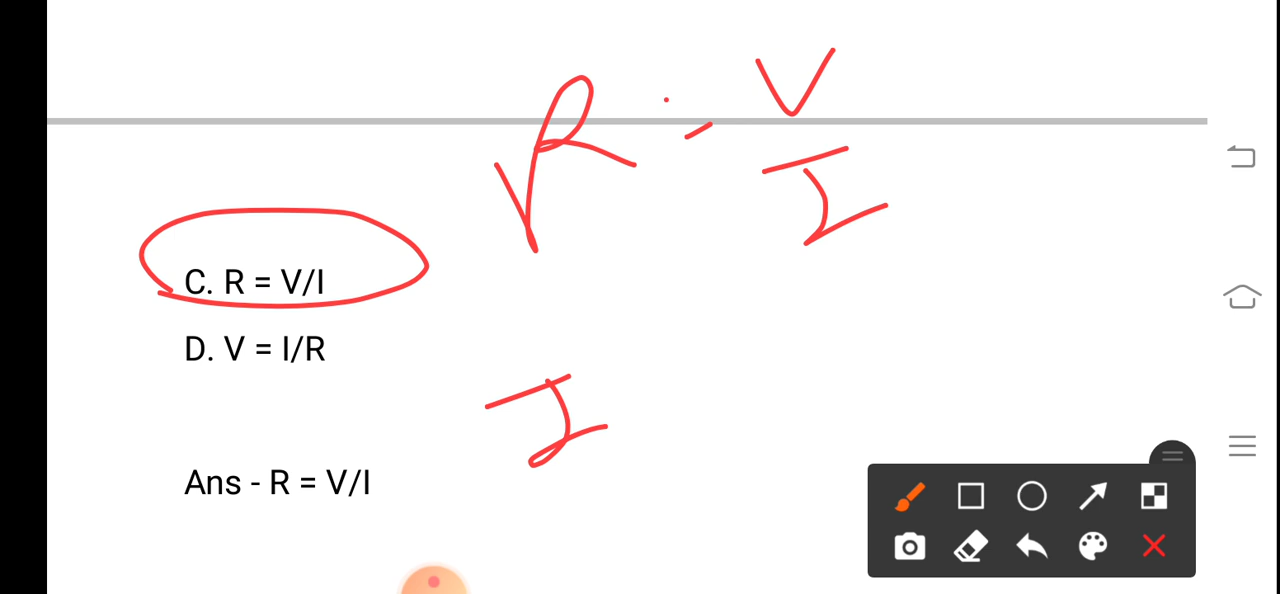 R = V
I
C. R = V/I
D. V = I/R
I
Ans - R = V/I